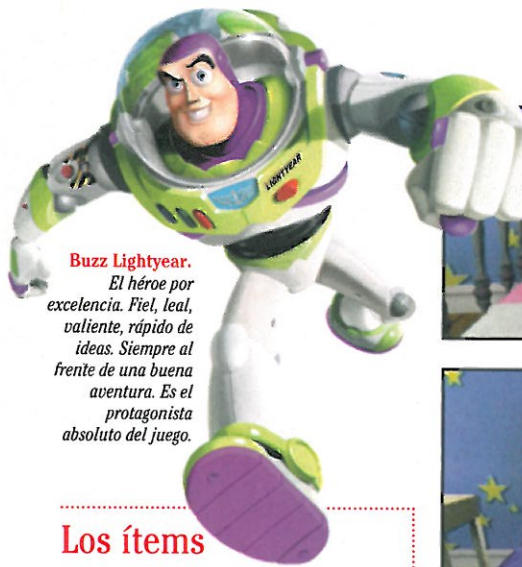 LIGHTYEAR
Buzz Lightyear.
El héroe por
excelencia. Fiel, leal,
valiente, rápido de
ideas. Siempre al
frente de una buena
aventura. Es el
protagonista
absoluto del juego.
Los ítems